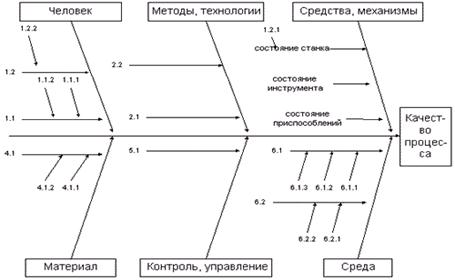 Человек
Методы, технологии
Средства, механизмы
1.2.2
1.2.1
состояние станка
2.2
1.2
1.1.2
1.1.1
состояние
инструмента
1.1
2.1
состояние
приспособлений
Качест-
во
процес-
са
4.1
5.1
6.1
4.1.2
4.1.1
6.1.3
6.1.2
6.1.1
6.2
6.2.2
6.2.1
Материал
Контроль, управление
Среда